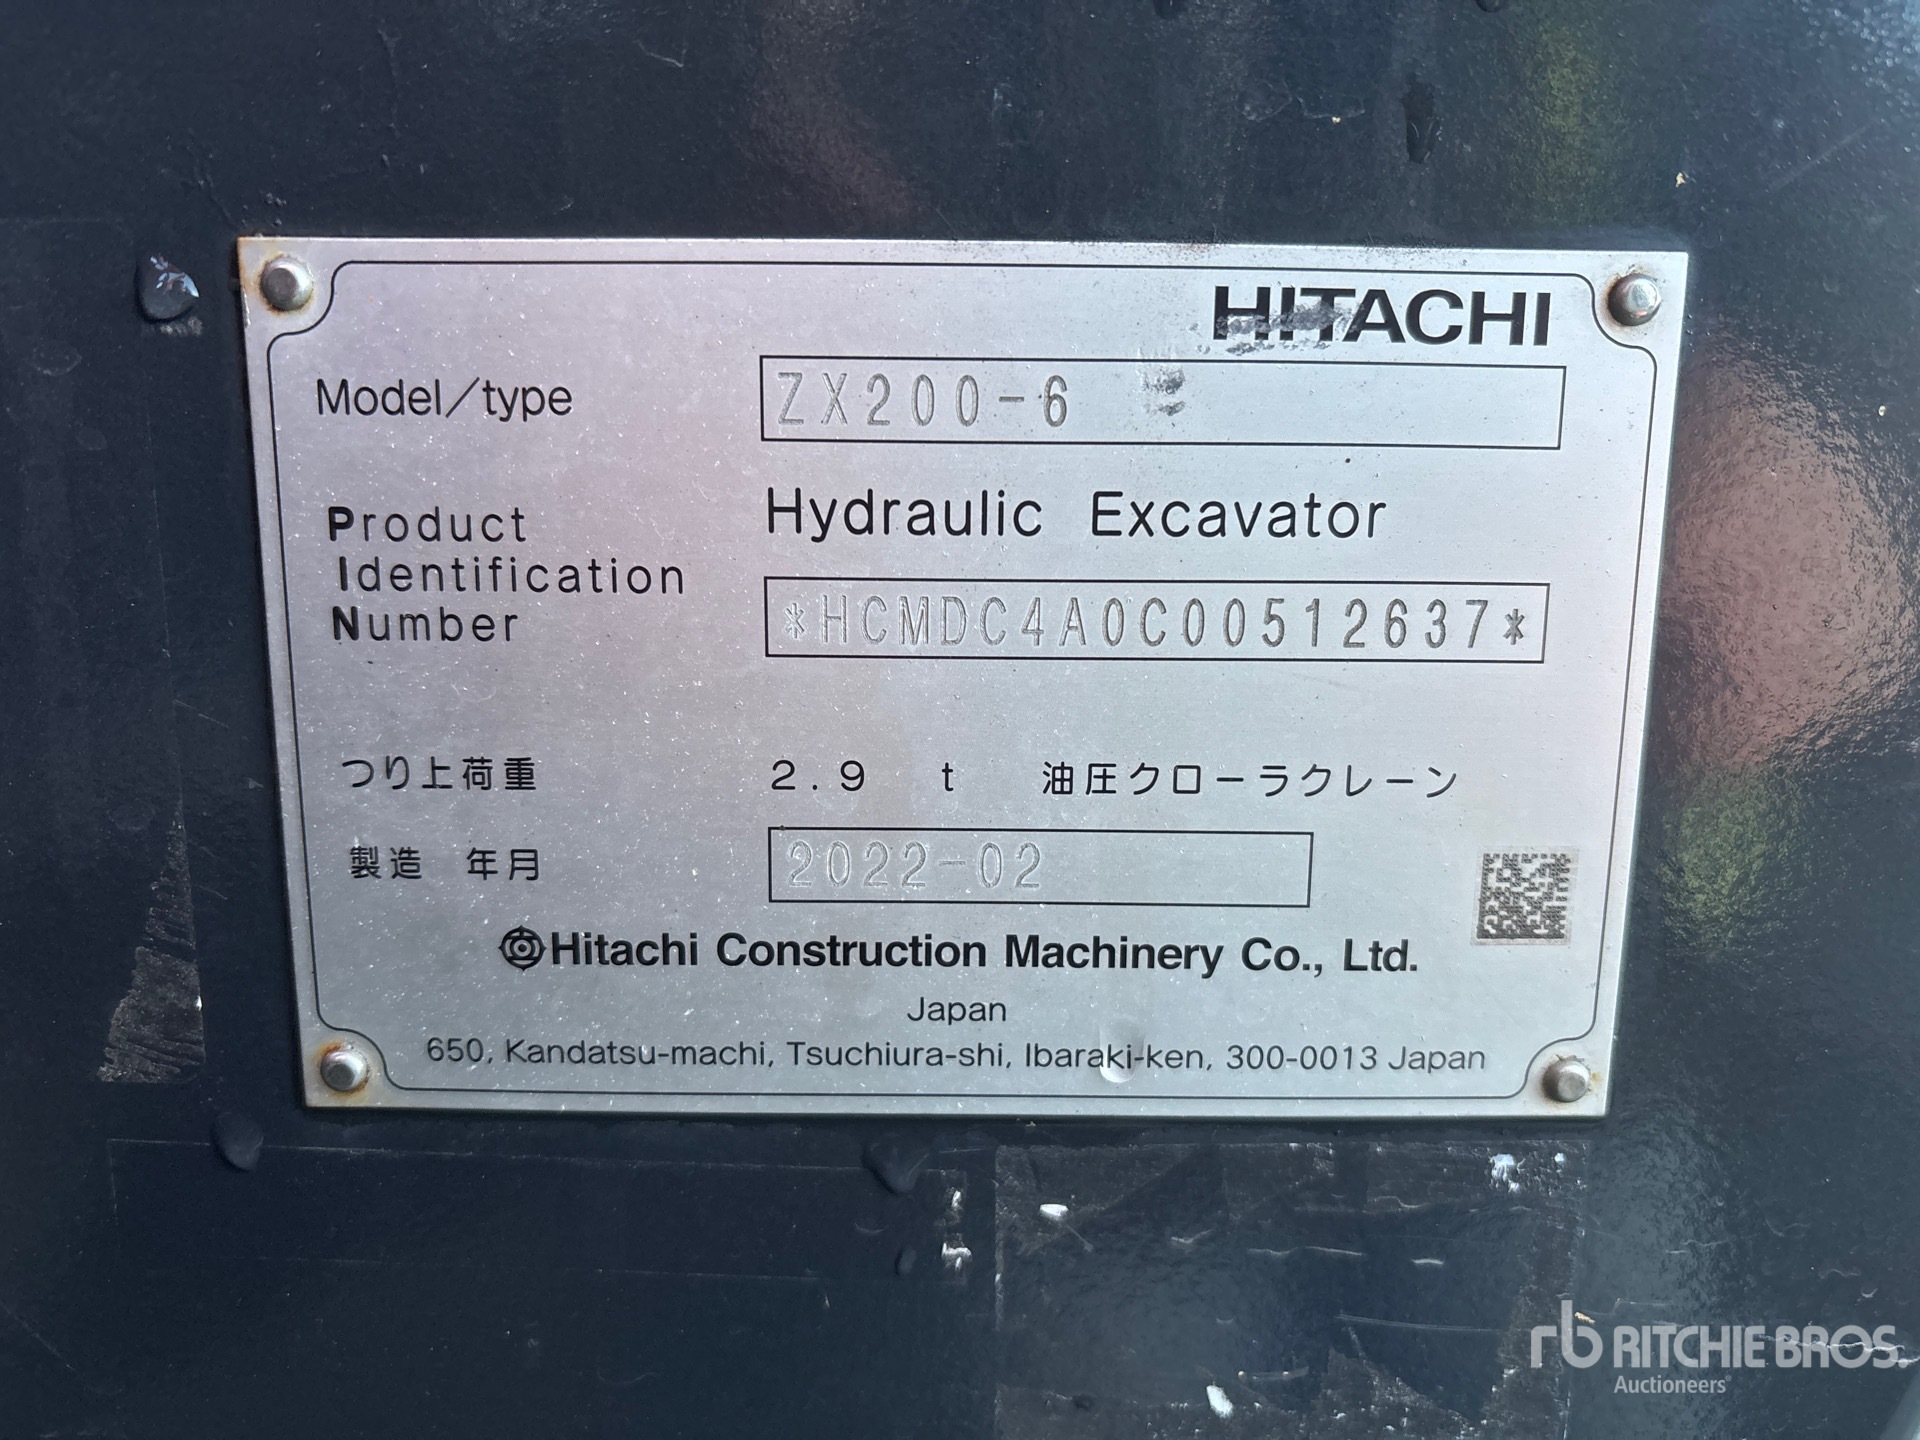 HITACHI
Model/type ZX200-6
Hydraulic Excavator
Product
Identification
Number *HCMDC4A0C00512637*
つり上荷重 2.9 t 油圧クローラクレーン
製造 年月 2022-02
Hitachi Construction Machinery Co., Ltd.
Japan
650, Kandatsu-machi, Tsuchiura-shi, Ibaraki-ken, 300-0013 Japan
rb RITCHIE BROS.
Auctioneers